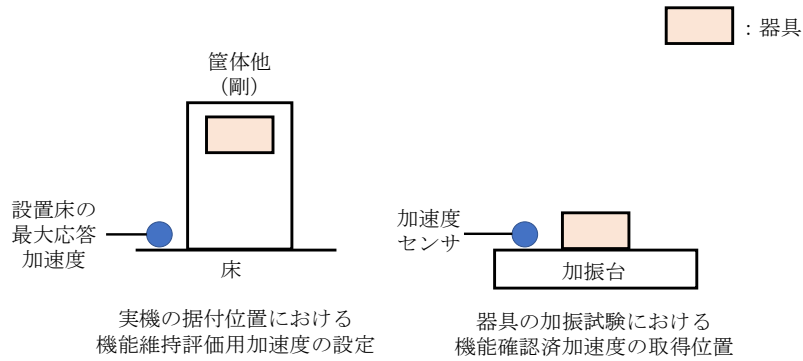 ：器具
筐体他
（剛）
設置床の
最大応答
加速度
床
実機の据付位置における
機能維持評価用加速度の設定
加速度
センサ
加振台
器具の加振試験における
機能確認済加速度の取得位置